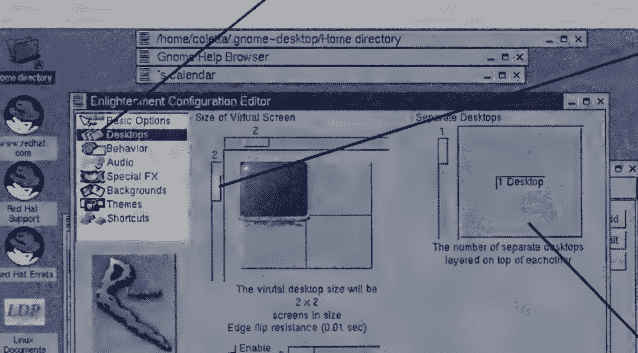 /home/coletta/.gnome-desktop/Home directory
Gnome Help Browser
's calendar
Home directory
Enlightenment Configuration Editor
Basic Options
Desktops
Behavior
Audio
Special FX
Backgrounds
Themes
Shortcuts
Size of Virtual Screen
2
2
The virutal desktop size will be
2 x 2
screens in size
Edge flip resistance (0.01 sec)
Enable
Separate Desktops
1
1 Desktop
The number of separate desktops
layered on top of eachother
www.redhat.
com
Red Hat
Support
Red Hat Errata
LDP
Linux
Documents